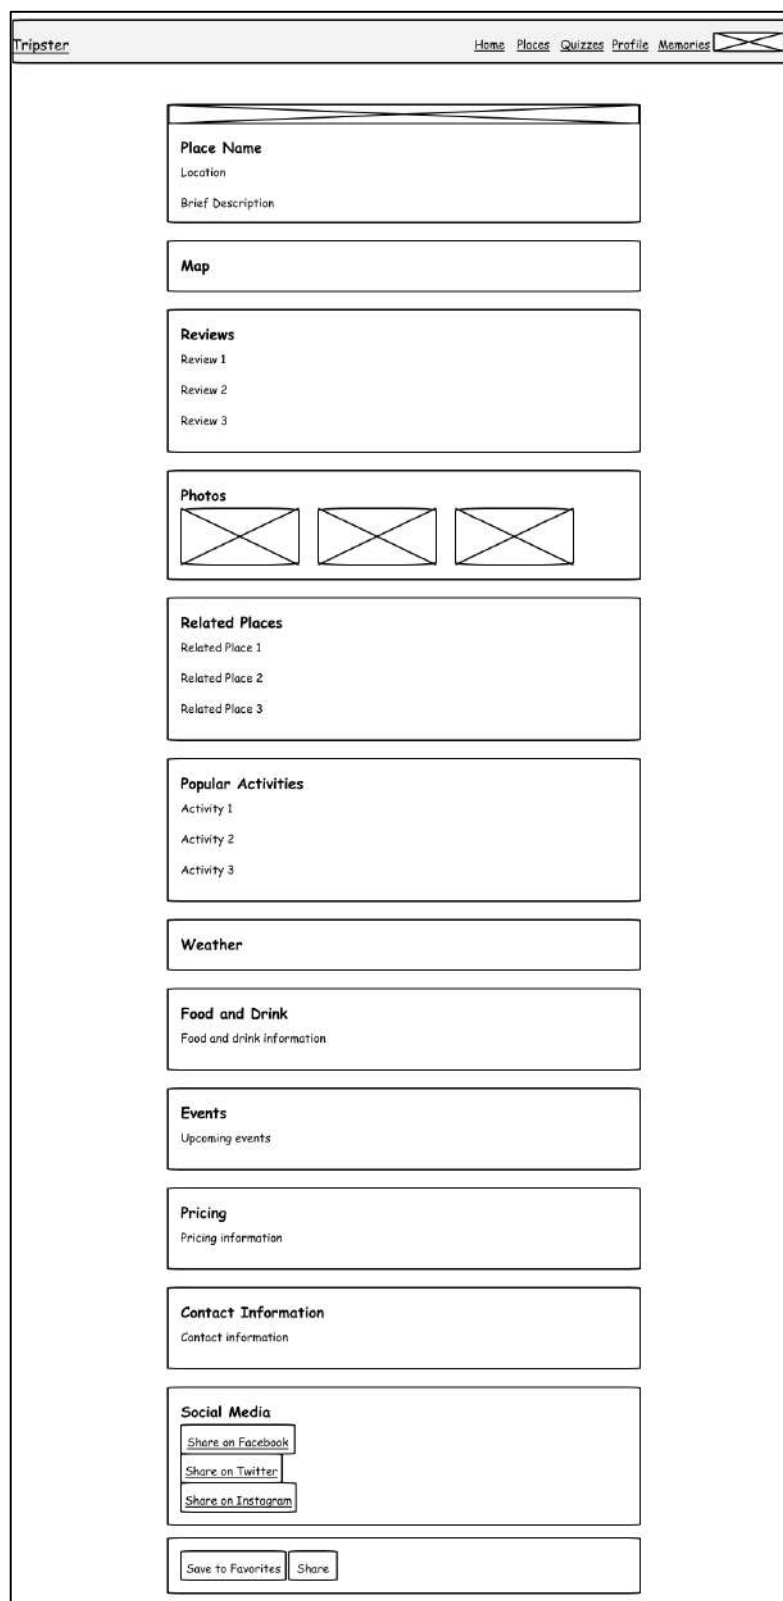 Tripster Home Places Quizzes Profile Memories
Place Name
Location
Brief Description
Map
Reviews
Review 1
Review 2
Review 3
Photos
Related Places
Related Place 1
Related Place 2
Related Place 3
Popular Activities
Activity 1
Activity 2
Activity 3
Weather
Food and Drink
Food and drink information
Events
Upcoming events
Pricing
Pricing information
Contact Information
Contact information
Social Media
Share on Facebook
Share on Twitter
Share on Instagram
Save to Favorites Share